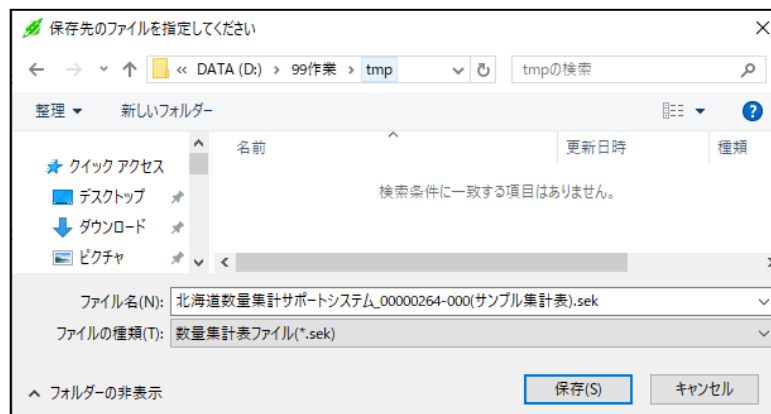 保存先のファイルを指定してください
« DATA (D:) › 99作業 › tmp
tmpの検索
整理
新しいフォルダー
名前
更新日時
種類
クイック アクセス
デスクトップ
ダウンロード
ピクチャ
検索条件に一致する項目はありません。
ファイル名(N): 北海道数量集計サポートシステム_00000264-000(サンプル集計表).sek
ファイルの種類(T): 数量集計表ファイル(*.sek)
フォルダーの非表示
保存(S)
キャンセル